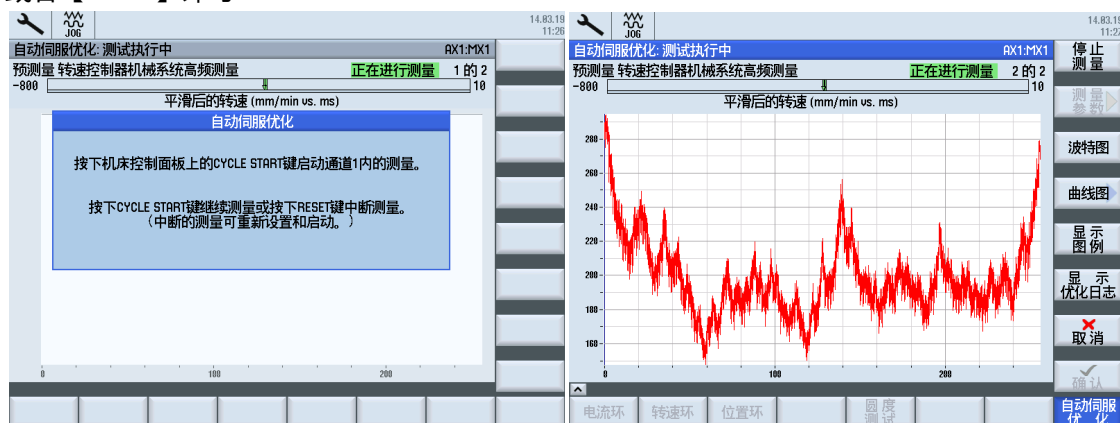 JOG
14.03.19
11:26
自动伺服优化: 测试执行中 AX1:MX1
预测量 转速控制器机械系统高频测量 正在进行测量 1 的 2
-800 10
平滑后的转速 (mm/min vs. ms)
自动伺服优化
按下机床控制面板上的CYCLE START键启动通道1内的测量。
按下CYCLE START键继续测量或按下RESET键中断测量。
(中断的测量可重新设置和启动。)
0 100 200
JOG
14.03.19
自动伺服优化: 测试执行中 AX1:MX1
预测量 转速控制器机械系统高频测量 正在进行测量 2 的 2
-800 10
平滑后的转速 (mm/min vs. ms)
280
260
240
220
200
180
160
0 100 200
停止
测量
测量
参数
波特图
曲线图
显示
图例
显 示
优化日志
取消
确认
电流环 转速环 位置环 圆度
测试
自动伺服
优 化